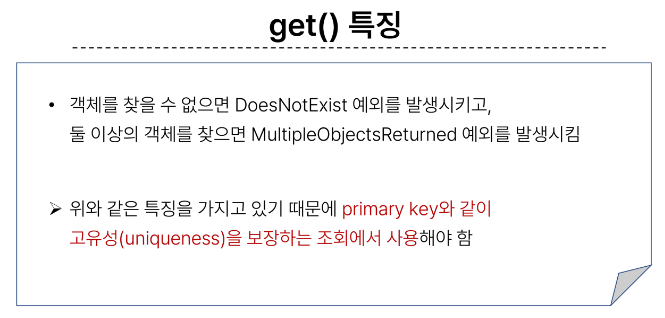 get() 특징
• 객체를 찾을 수 없으면 DoesNotExist 예외를 발생시키고,
둘 이상의 객체를 찾으면 MultipleObjectsReturned 예외를 발생시킴
➢ 위와 같은 특징을 가지고 있기 때문에 primary key와 같이
고유성(uniqueness)을 보장하는 조회에서 사용해야 함